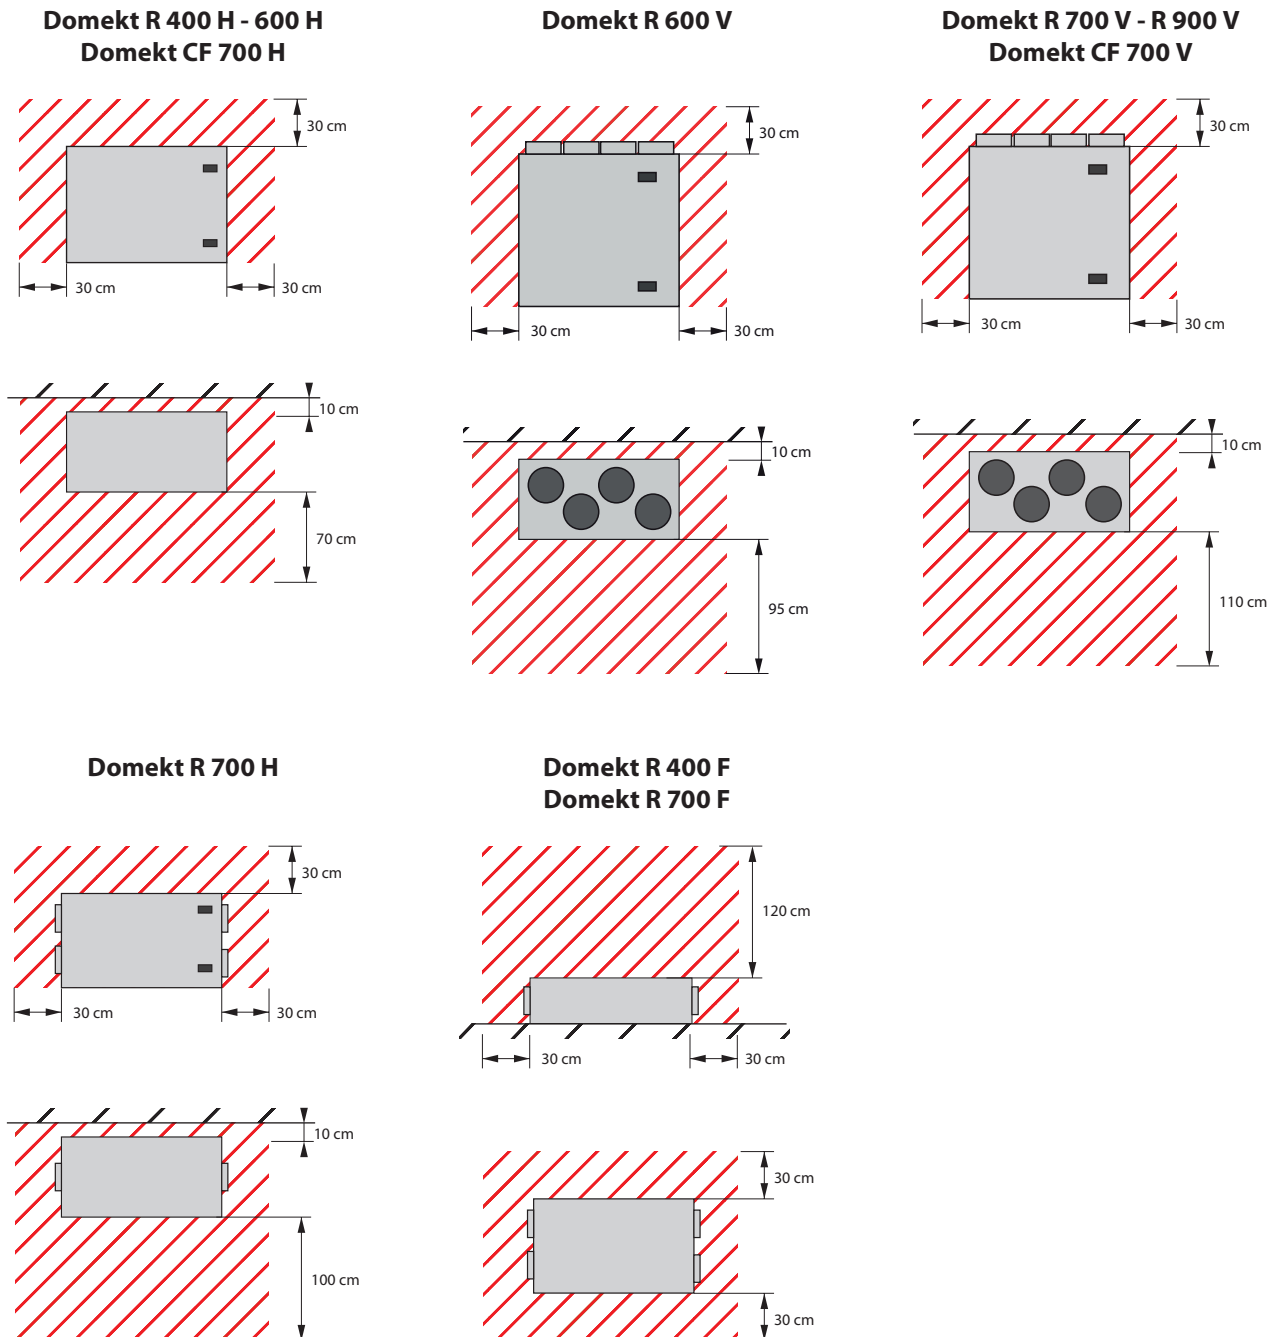 Domekt R 400 H - 600 H
Domekt CF 700 H
30 cm
30 cm
30 cm
10 cm
70 cm
Domekt R 600 V
30 cm
30 cm
30 cm
10 cm
95 cm
Domekt R 700 V - R 900 V
Domekt CF 700 V
30 cm
30 cm
30 cm
10 cm
110 cm
Domekt R 700 H
30 cm
30 cm
30 cm
10 cm
100 cm
Domekt R 400 F
Domekt R 700 F
120 cm
30 cm
30 cm
30 cm
30 cm